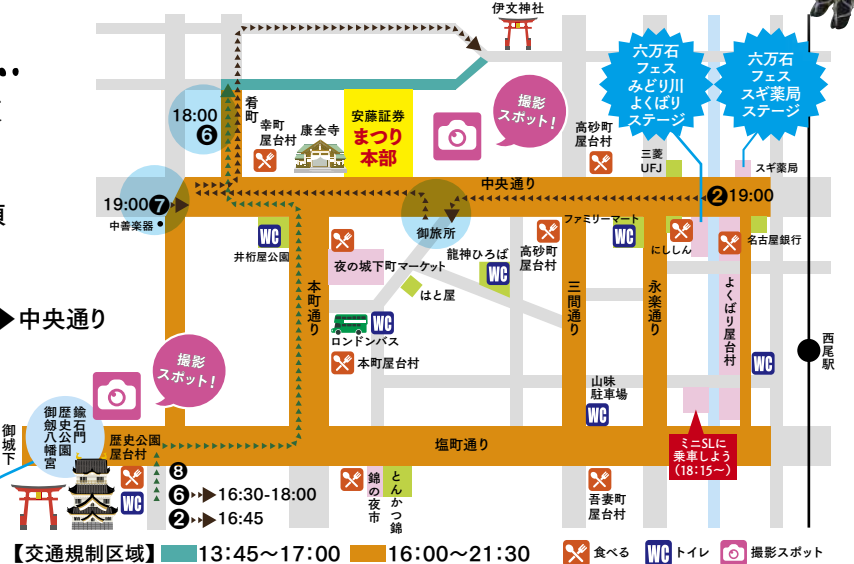 伊文神社
六万石
フェス
みどり川
よくばり
ステージ
六万石
フェス
スギ薬局
ステージ
18:00
❻
肴町
幸町
屋台村
康全寺
安藤証券
まつり
本部
撮影
スポット!
高砂町
屋台村
三菱
UFJ
スギ薬局
中央通り
❷19:00
19:00❼
中善楽器
御旅所
ファミリーマート
WC
井桁屋公園
夜の城下町マーケット
龍神ひろば
WC
高砂町
屋台村
WC
にししん
名古屋銀行
本町通り
はと屋
三間通り
永楽通り
よくばり屋台村
▶中央通り
WC
ロンドンバス
本町屋台村
西尾駅
WC
撮影
スポット!
山味
駐車場
WC
御城下
御劔八幡宮
歴史公園
鍮石門
歴史公園
屋台村
WC
塩町通り
ミニSLに
乗車しよう
(18:15～)
❽
❻▶16:30-18:00
❷▶16:45
錦の夜市
とんかつ錦
吾妻町
屋台村
【交通規制区域】 13:45～17:00 16:00～21:30 食べる WC トイレ 撮影スポット